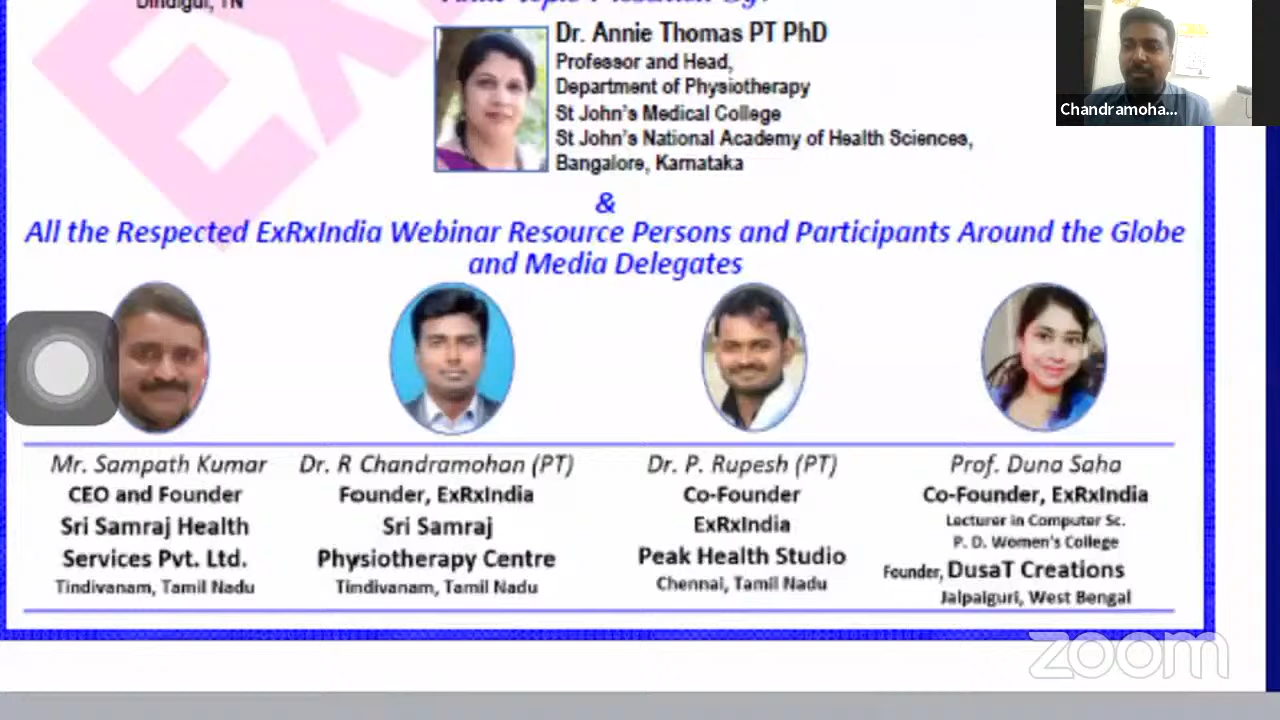 Dindigul, TN
Dr. Annie Thomas PT PhD
Professor and Head,
Department of Physiotherapy
St John's Medical College
St John's National Academy of Health Sciences,
Bangalore, Karnataka
Chandramoha...
&
All the Respected ExRxIndia Webinar Resource Persons and Participants Around the Globe
and Media Delegates
Mr. Sampath Kumar
CEO and Founder
Sri Samraj Health
Services Pvt. Ltd.
Tindivanam, Tamil Nadu
Dr. R Chandramohan (PT)
Founder, ExRxIndia
Sri Samraj
Physiotherapy Centre
Tindivanam, Tamil Nadu
Dr. P. Rupesh (PT)
Co-Founder
ExRxIndia
Peak Health Studio
Chennai, Tamil Nadu
Prof. Duna Saha
Co-Founder, ExRxIndia
Lecturer in Computer Sc.
P. D. Women's College
Founder, DusaT Creations
Jalpaiguri, West Bengal
zoom